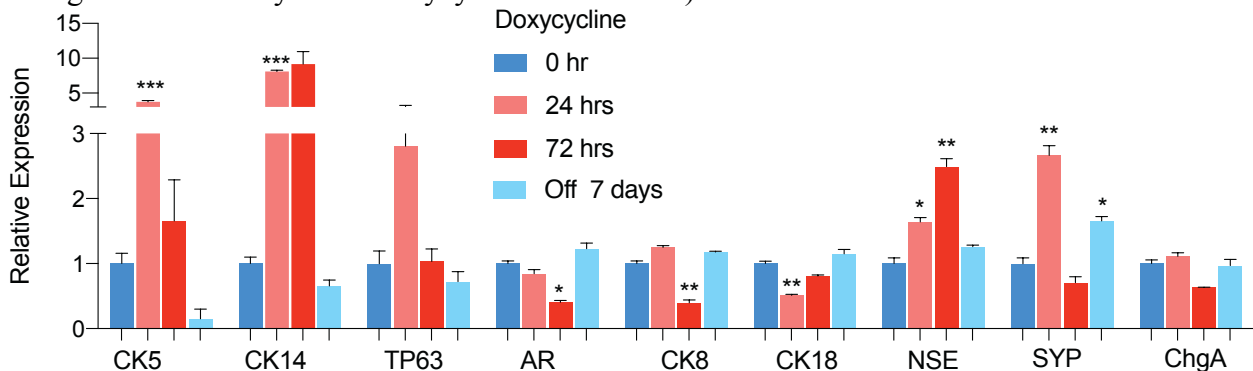 Doxycycline
0 hr
24 hrs
72 hrs
Off 7 days
Relative Expression
15
10
5
3
2
1
0
***
***
*
**
**
*
**
**
*
CK5 CK14 TP63 AR CK8 CK18 NSE SYP ChgA